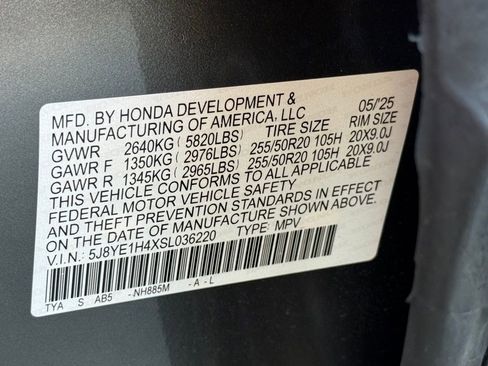 MFD. BY HONDA DEVELOPMENT & 05/25
MANUFACTURING OF AMERICA, LLC
TIRE SIZE RIM SIZE
GVWR 2640KG ( 5820LBS)
GAWR F 1350KG ( 2976LBS) 255/50R20 105H 20X9.0J
GAWR R 1345KG ( 2965LBS) 255/50R20 105H 20X9.0J
THIS VEHICLE CONFORMS TO ALL APPLICABLE
FEDERAL MOTOR VEHICLE SAFETY
AND THEFT PREVENTION STANDARDS IN EFFECT
ON THE DATE OF MANUFACTURE SHOWN ABOVE.
V.I.N.: 5J8YE1H4XSL036220 TYPE: MPV
TYA S AB5 -NH885M -A-L